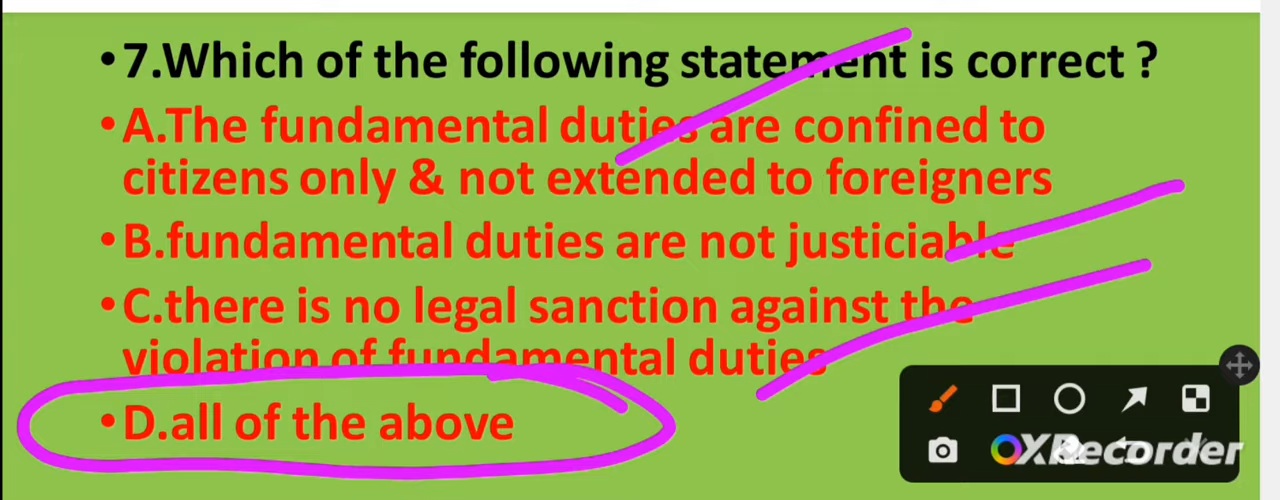 •7.Which of the following statement is correct ?
•A.The fundamental duties are confined to
citizens only & not extended to foreigners
•B.fundamental duties are not justiciable
•C.there is no legal sanction against the
violation of fundamental duties
•D.all of the above
XRecorder